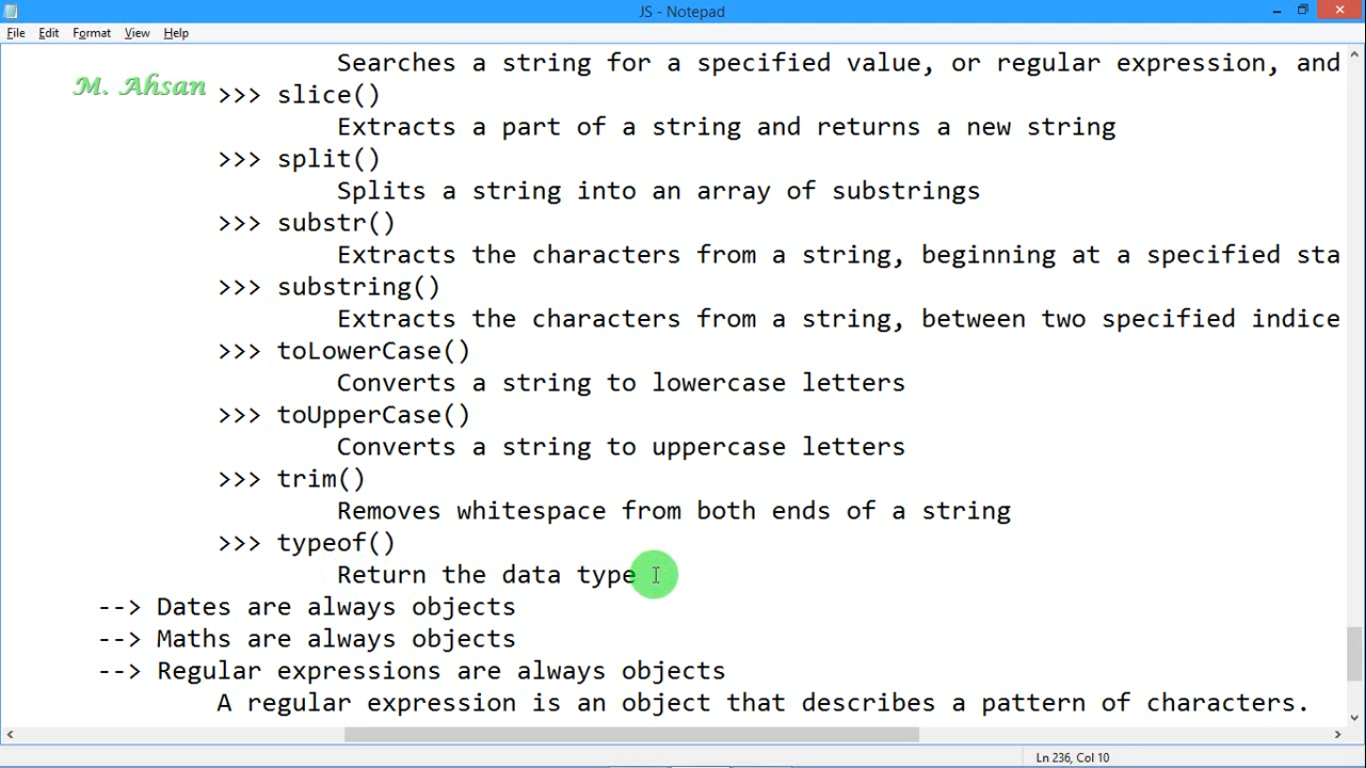 JS - Notepad
File Edit Format View Help
Searches a string for a specified value, or regular expression, and
M. Ahsan
>>> slice()
Extracts a part of a string and returns a new string
>>> split()
Splits a string into an array of substrings
>>> substr()
Extracts the characters from a string, beginning at a specified sta
>>> substring()
Extracts the characters from a string, between two specified indice
>>> toLowerCase()
Converts a string to lowercase letters
>>> toUpperCase()
Converts a string to uppercase letters
>>> trim()
Removes whitespace from both ends of a string
>>> typeof()
Return the data type
--> Dates are always objects
--> Maths are always objects
--> Regular expressions are always objects
A regular expression is an object that describes a pattern of characters.
Ln 236, Col 10